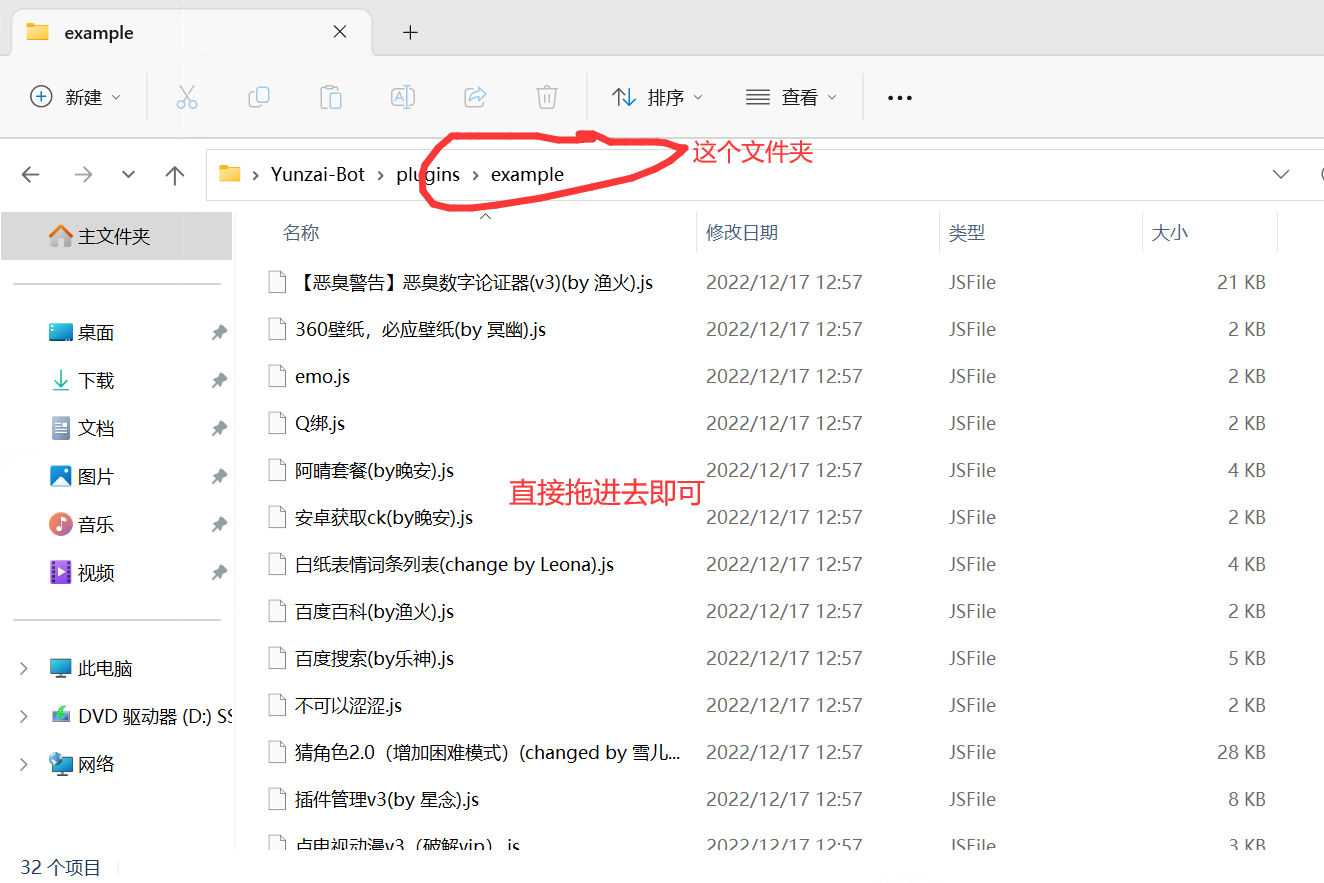 example
新建
排序
查看
这个文件夹
Yunzai-Bot
plugins
example
名称
修改日期
类型
大小
主文件夹
桌面
下载
文档
图片
音乐
视频
此电脑
DVD 驱动器 (D:) SS
网络
【恶臭警告】恶臭数字论证器(v3)(by 渔火).js 2022/12/17 12:57 JSFile 21 KB
360壁纸，必应壁纸(by 冥幽).js 2022/12/17 12:57 JSFile 2 KB
emo.js 2022/12/17 12:57 JSFile 2 KB
Q绑.js 2022/12/17 12:57 JSFile 2 KB
阿晴套餐(by晚安).js 2022/12/17 12:57 JSFile 4 KB
直接拖进去即可
安卓获取ck(by晚安).js 2022/12/17 12:57 JSFile 2 KB
白纸表情词条列表(change by Leona).js 2022/12/17 12:57 JSFile 4 KB
百度百科(by渔火).js 2022/12/17 12:57 JSFile 2 KB
百度搜索(by乐神).js 2022/12/17 12:57 JSFile 5 KB
不可以涩涩.js 2022/12/17 12:57 JSFile 2 KB
猜角色2.0（增加困难模式）(changed by 雪儿... 2022/12/17 12:57 JSFile 28 KB
插件管理v3(by 星念).js 2022/12/17 12:57 JSFile 8 KB
点电视动漫v3（破解vip）.js 2022/12/17 12:57 JSFile 3 KB
32 个项目